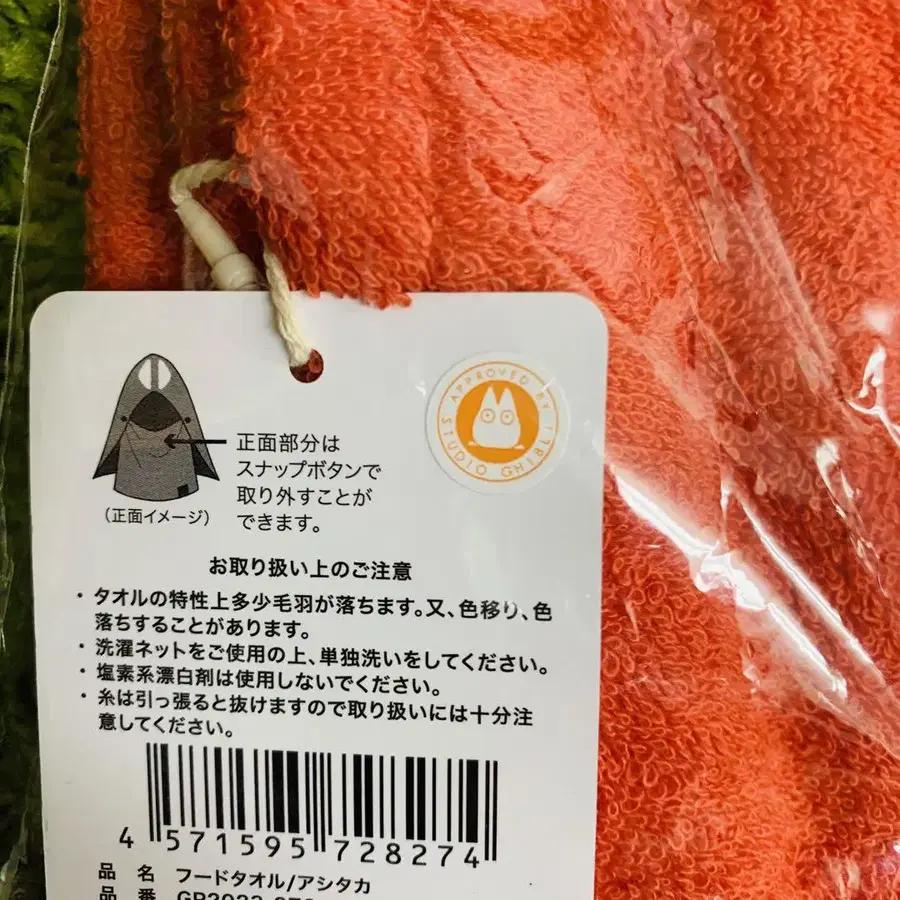 APPROVED BY
STUDIO GHIBLI
正面部分は
スナップボタンで
取り外すことが
できます。
(正面イメージ)
お取り扱い上のご注意
・タオルの特性上多少毛羽が落ちます。又、色移り、色
落ちすることがあります。
・洗濯ネットをご使用の上、単独洗いをしてください。
・塩素系漂白剤は使用しないでください。
・糸は引っ張ると抜けますので取り扱いには十分注
意してください。
4 571595 728274
品 名 フードタオル/アシタカ
品 番